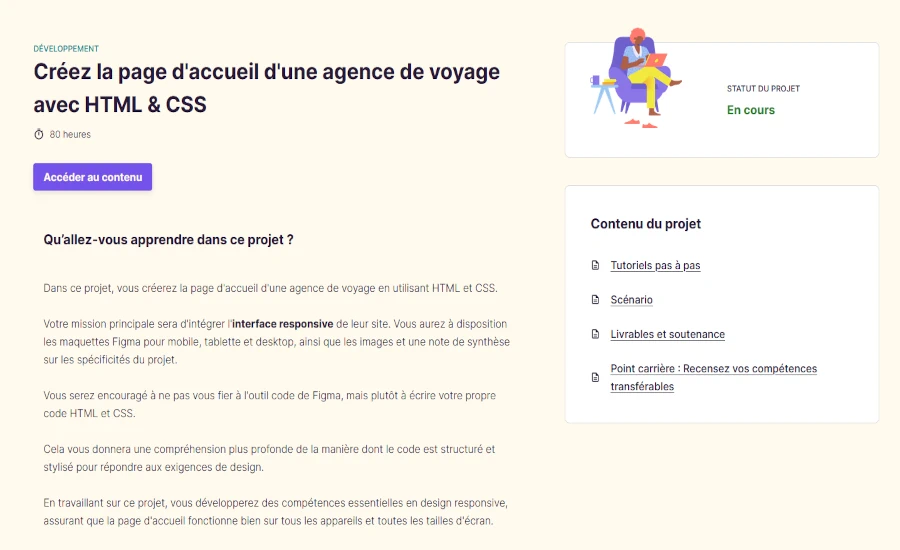 DÉVELOPPEMENT
Créez la page d'accueil d'une agence de voyage
avec HTML & CSS
80 heures
Accéder au contenu
Qu’allez-vous apprendre dans ce projet ?
Dans ce projet, vous créerez la page d'accueil d'une agence de voyage en utilisant HTML et CSS.
Votre mission principale sera d'intégrer l'interface responsive de leur site. Vous aurez à disposition
les maquettes Figma pour mobile, tablette et desktop, ainsi que les images et une note de synthèse
sur les spécificités du projet.
Vous serez encouragé à ne pas vous fier à l'outil code de Figma, mais plutôt à écrire votre propre
code HTML et CSS.
Cela vous donnera une compréhension plus profonde de la manière dont le code est structuré et
stylisé pour répondre aux exigences de design.
En travaillant sur ce projet, vous développerez des compétences essentielles en design responsive,
assurant que la page d'accueil fonctionne bien sur tous les appareils et toutes les tailles d'écran.
STATUT DU PROJET
En cours
Contenu du projet
Tutoriels pas à pas
Scénario
Livrables et soutenance
Point carrière : Recensez vos compétences
transférables